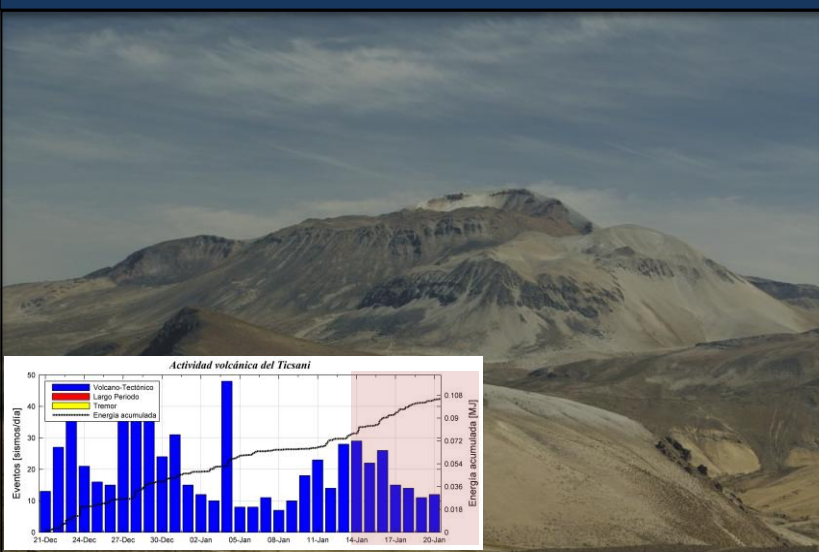 Actividad volcánica del Ticsani
Volcano-Tectónico
Largo Periodo
Tremor
Energía acumulada
Eventos [sismos/día]
50
40
30
20
10
0
Energía acumulada [MJ]
0.108
0.09
0.072
0.054
0.036
0.018
0
21-Dec 24-Dec 27-Dec 30-Dec 02-Jan 05-Jan 08-Jan 11-Jan 14-Jan 17-Jan 20-Jan